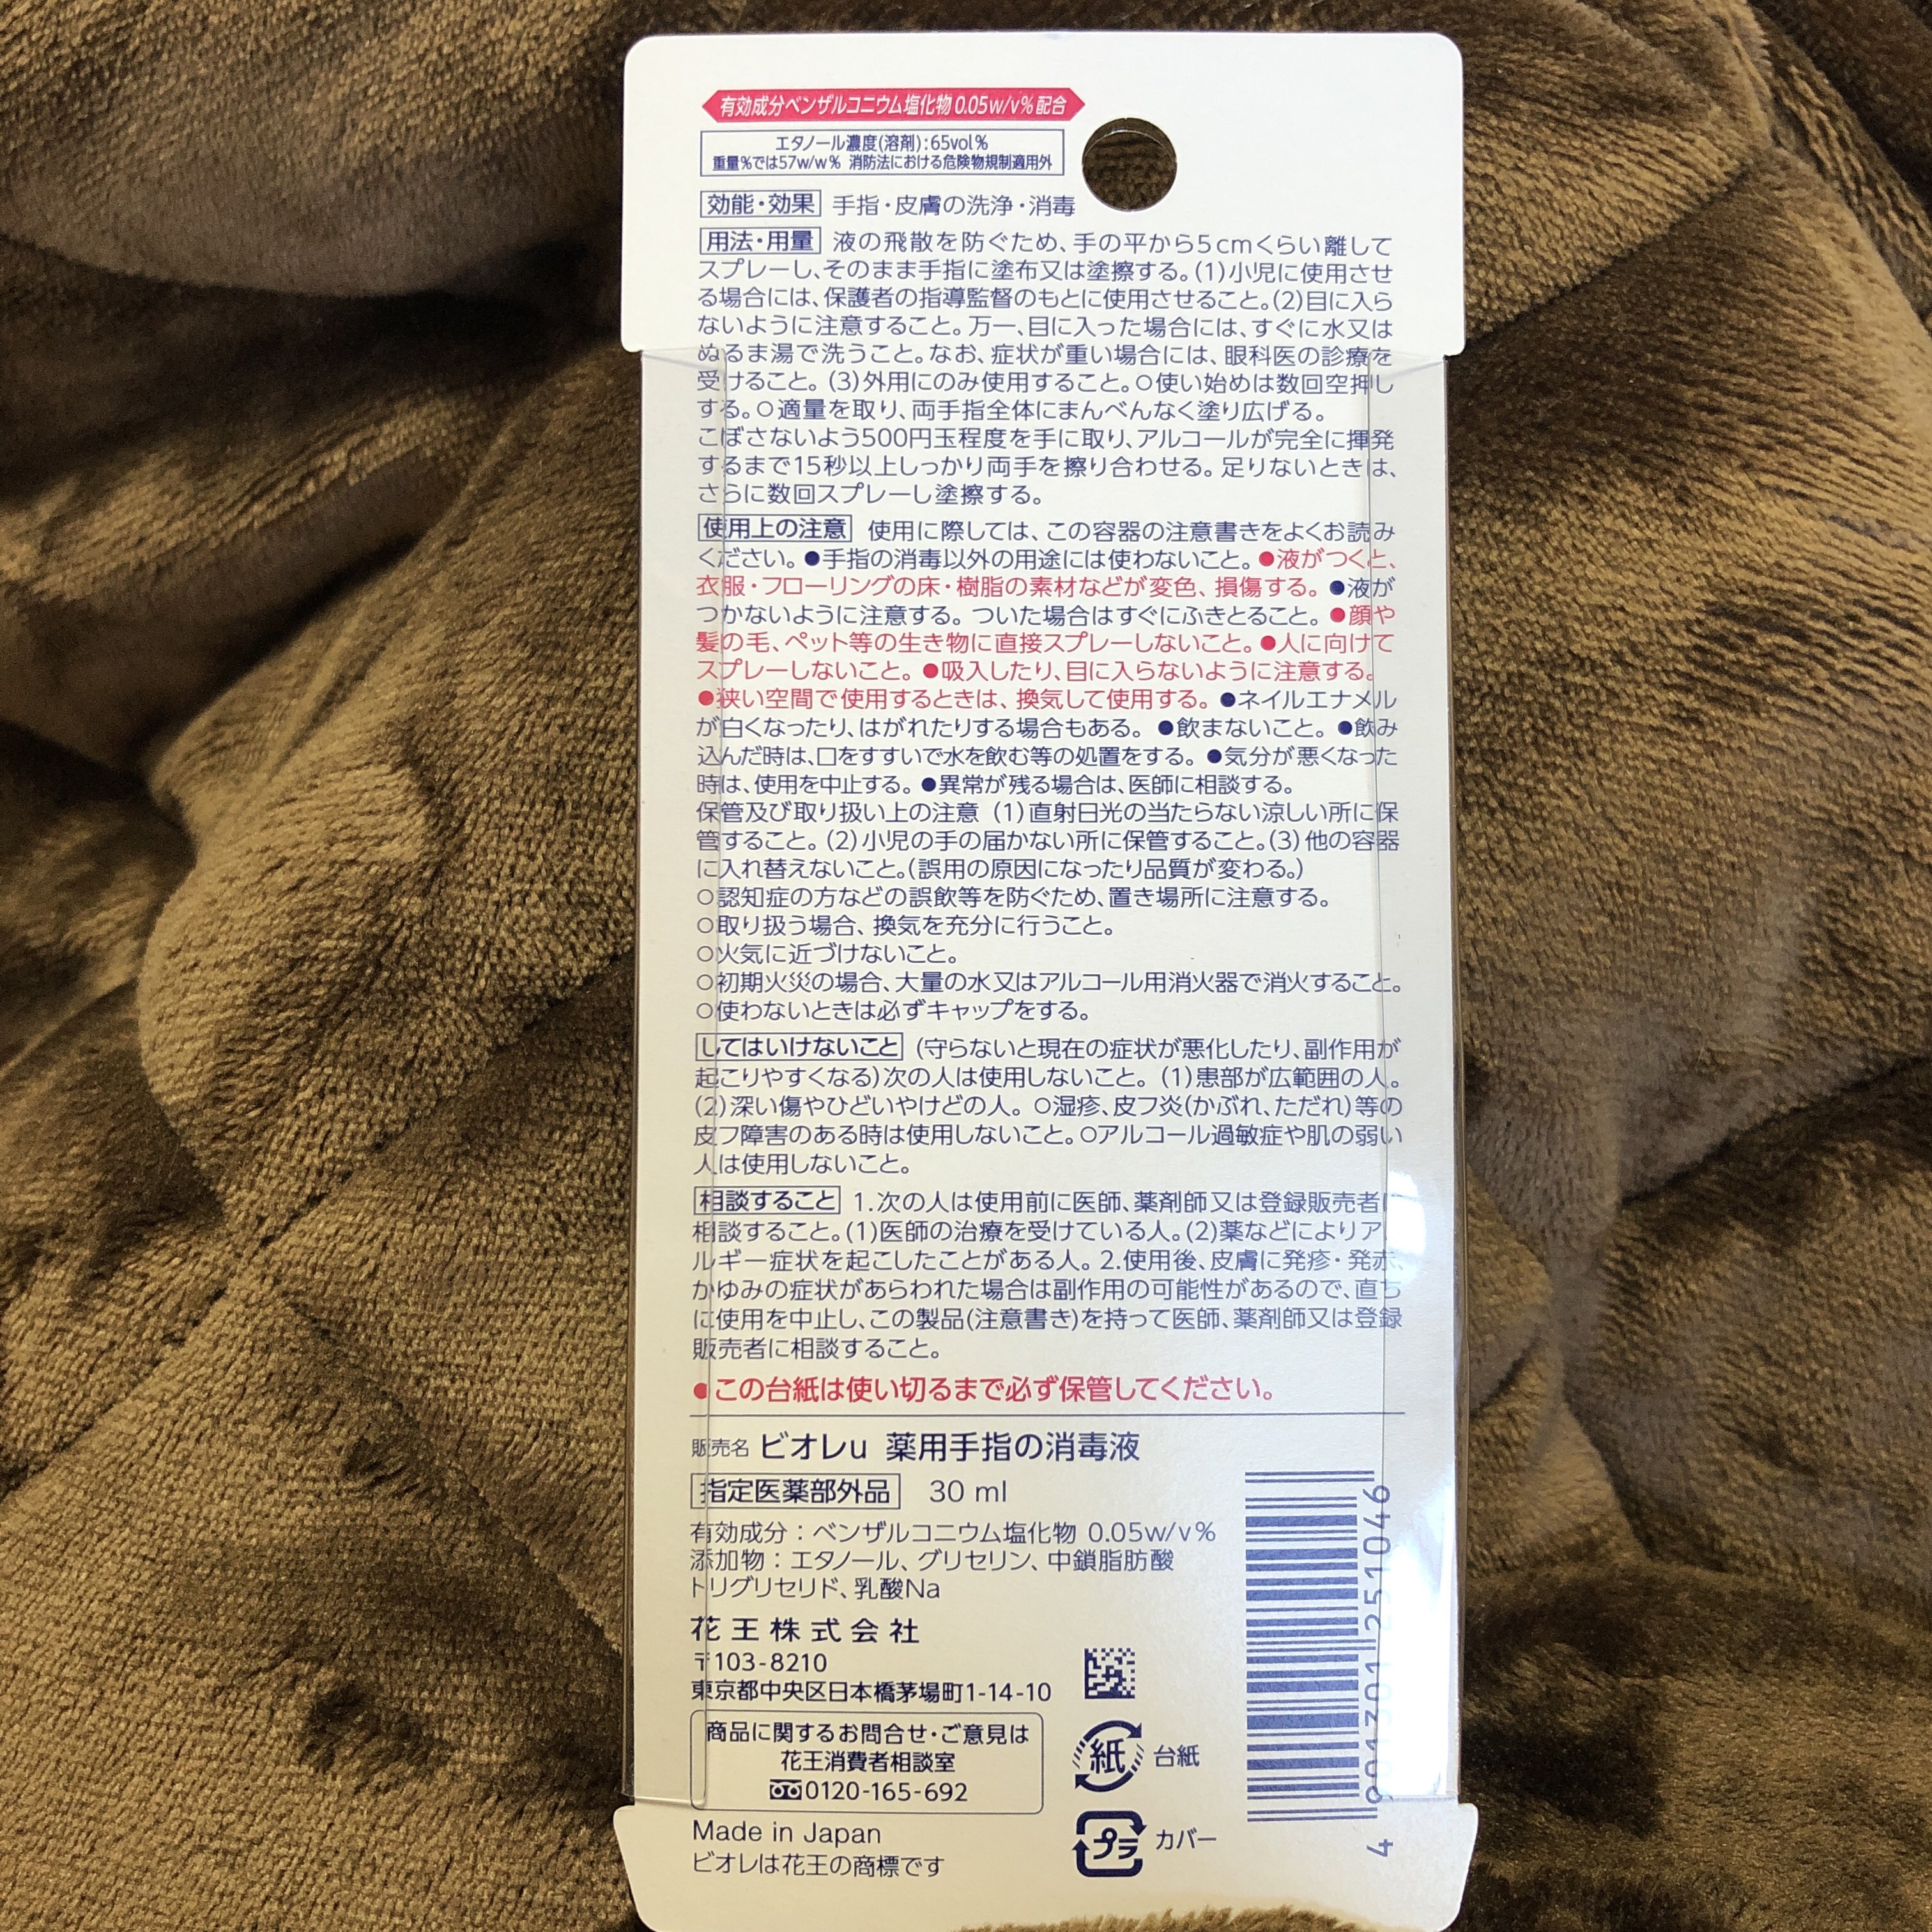 有効成分ベンザルコニウム塩化物0.05w/v%配合
エタノール濃度(溶剤):65vol%
重量%では57w/w% 消防法における危険物規制適用外
効能・効果 手指・皮膚の洗浄・消毒
用法・用量 液の飛散を防ぐため、手の平から5cmくらい離して
スプレーし、そのまま手指に塗布又は塗擦する。(1)小児に使用させ
る場合には、保護者の指導監督のもとに使用させること。(2)目に入ら
ないように注意すること。万一、目に入った場合には、すぐに水又は
ぬるま湯で洗うこと。なお、症状が重い場合には、眼科医の診療を
受けること。(3)外用にのみ使用すること。○使い始めは数回空押し
する。○適量を取り、両手指全体にまんべんなく塗り広げる。
こぼさないよう500円玉程度を手に取り、アルコールが完全に揮発
するまで15秒以上しっかり両手を擦り合わせる。足りないときは、
さらに数回スプレーし塗擦する。
使用上の注意 使用に際しては、この容器の注意書きをよくお読み
ください。●手指の消毒以外の用途には使わないこと。●液がつくと、
衣服・フローリングの床・樹脂の素材などが変色、損傷する。●液が
つかないように注意する。ついた場合はすぐにふきとること。●顔や
髪の毛、ペット等の生き物に直接スプレーしないこと。●人に向けて
スプレーしないこと。●吸入したり、目に入らないように注意する。
●狭い空間で使用するときは、換気して使用する。●ネイルエナメル
が白くなったり、はがれたりする場合もある。●飲まないこと。●飲み
込んだ時は、口をすすいで水を飲む等の処置をする。●気分が悪くなった
時は、使用を中止する。●異常が残る場合は、医師に相談する。
保管及び取り扱い上の注意 (1)直射日光の当たらない涼しい所に保
管すること。(2)小児の手の届かない所に保管すること。(3)他の容器
に入れ替えないこと。(誤用の原因になったり品質が変わる。)
○認知症の方などの誤飲等を防ぐため、置き場所に注意する。
○取り扱う場合、換気を充分に行うこと。
○火気に近づけないこと。
○初期火災の場合、大量の水又はアルコール用消火器で消火すること。
○使わないときは必ずキャップをする。
してはいけないこと (守らないと現在の症状が悪化したり、副作用が
起こりやすくなる)次の人は使用しないこと。(1)患部が広範囲の人。
(2)深い傷やひどいやけどの人。○湿疹、皮フ炎(かぶれ、ただれ)等の
皮フ障害のある時は使用しないこと。○アルコール過敏症や肌の弱い
人は使用しないこと。
相談すること 1.次の人は使用前に医師、薬剤師又は登録販売者に
相談すること。(1)医師の治療を受けている人。(2)薬などによりアレ
ルギー症状を起こしたことがある人。2.使用後、皮膚に発疹・発赤、
かゆみの症状があらわれた場合は副作用の可能性があるので、直ち
に使用を中止し、この製品(注意書き)を持って医師、薬剤師又は登録
販売者に相談すること。
●この台紙は使い切るまで必ず保管してください。
販売名 ビオレu 薬用手指の消毒液
指定医薬部外品 30 ml
有効成分:ベンザルコニウム塩化物 0.05w/v%
添加物:エタノール、グリセリン、中鎖脂肪酸
トリグリセリド、乳酸Na
花王株式会社
〒103-8210
東京都中央区日本橋茅場町1-14-10
商品に関するお問合せ・ご意見は
花王消費者相談室
0120-165-692
Made in Japan
ビオレは花王の商標です
紙 台紙
プラ カバー
4 901301 251046